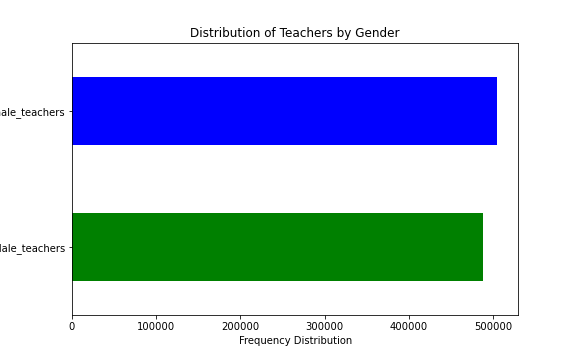 Distribution of Teachers by Gender
ale_teachers
ale_teachers
0 100000 200000 300000 400000 500000
Frequency Distribution